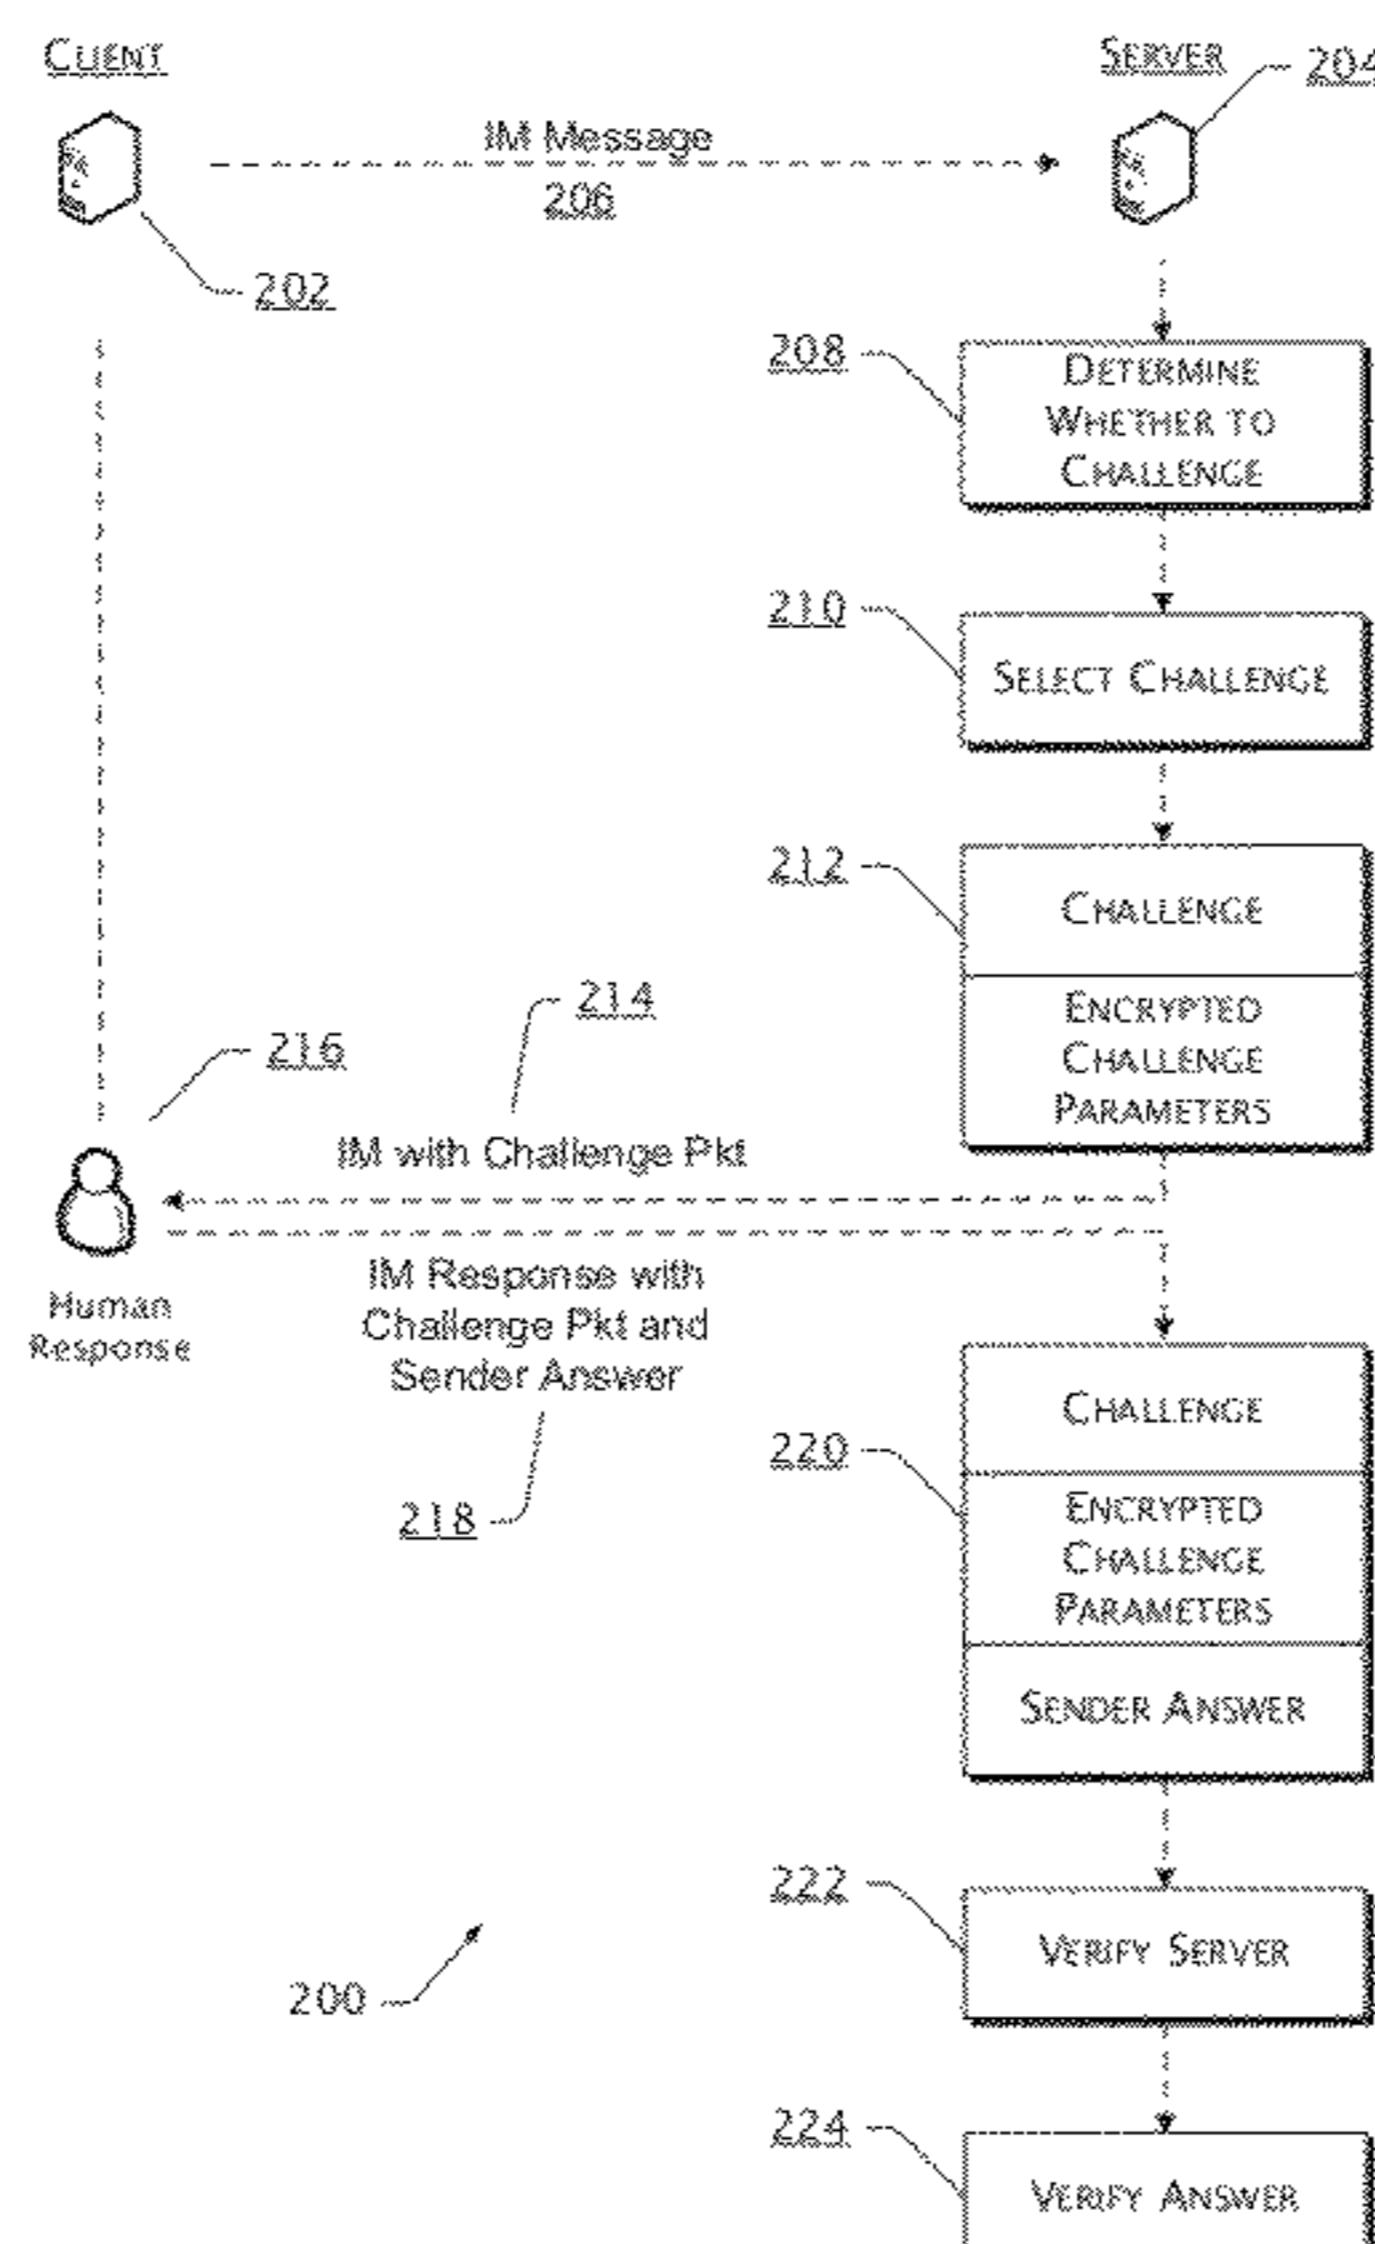 CLIENT
SERVER
204
IM Message
206
202
208
DETERMINE
WHETHER TO
CHALLENGE
210
SELECT CHALLENGE
212
CHALLENGE
ENCRYPTED
CHALLENGE
PARAMETERS
214
216
IM with Challenge Pkt
Human
Response
IM Response with
Challenge Pkt and
Sender Answer
218
220
CHALLENGE
ENCRYPTED
CHALLENGE
PARAMETERS
SENDER ANSWER
222
VERIFY SERVER
200
224
VERIFY ANSWER